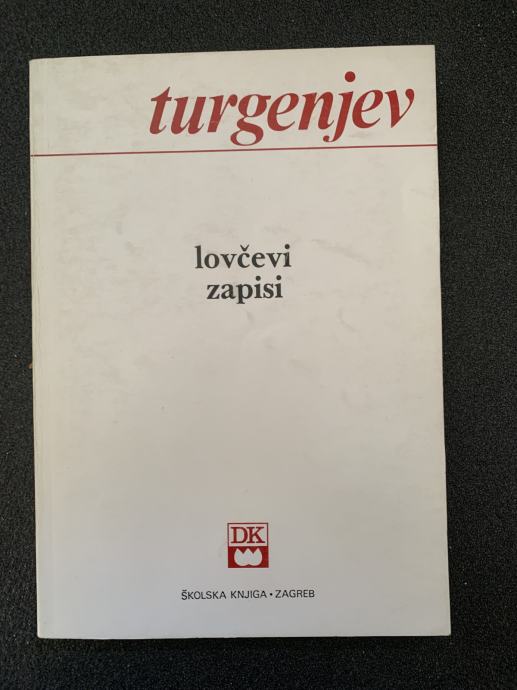 turgenjev
lovčevi
zapisi
DK
ŠKOLSKA KNJIGA • ZAGREB